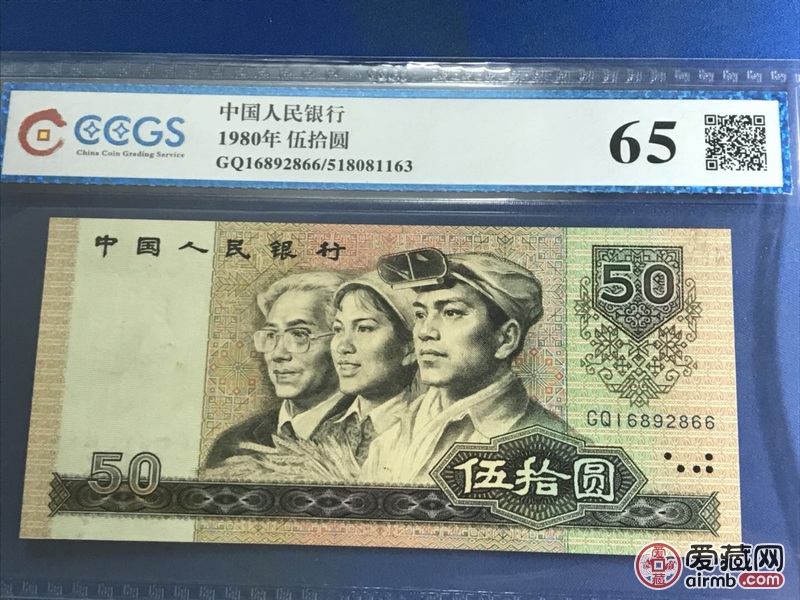 CCGS
China Coin Grading Service
中国人民银行
1980年 伍拾圆
GQ16892866/518081163
65
中国人民银行
50
GQ16892866
50
伍拾圆
爱藏网
airmb.com